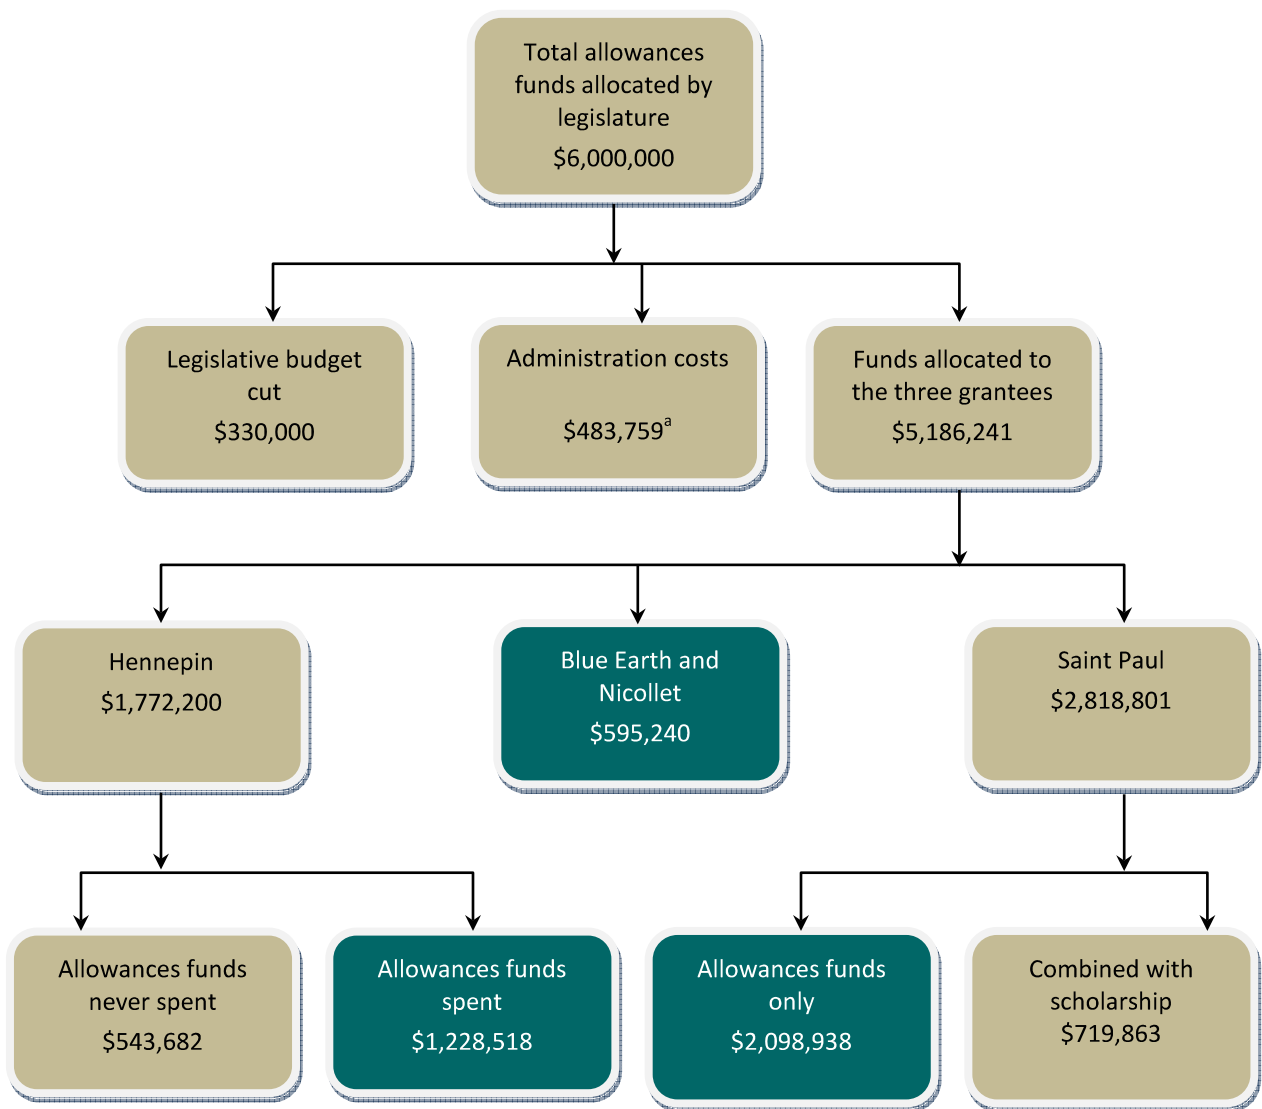 Total allowances
funds allocated by
legislature
$6,000,000
Legislative budget
cut
$330,000
Administration costs
$483,759a
Funds allocated to
the three grantees
$5,186,241
Hennepin
$1,772,200
Blue Earth and
Nicollet
$595,240
Saint Paul
$2,818,801
Allowances funds
never spent
$543,682
Allowances funds
spent
$1,228,518
Allowances funds
only
$2,098,938
Combined with
scholarship
$719,863